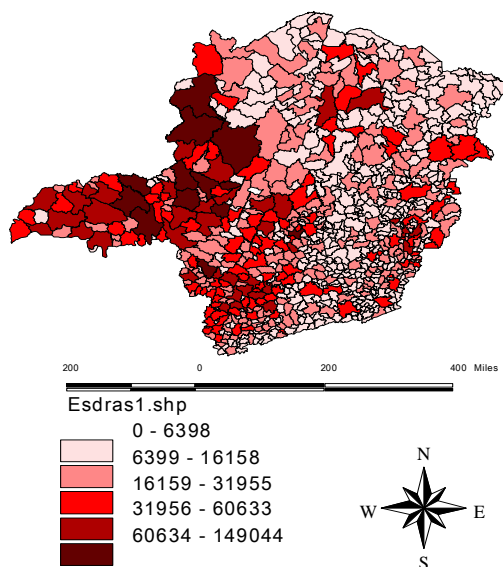 200 0 200 400 Miles
Esdras1.shp
0 - 6398
6399 - 16158
16159 - 31955
31956 - 60633
60634 - 149044
N
W E
S